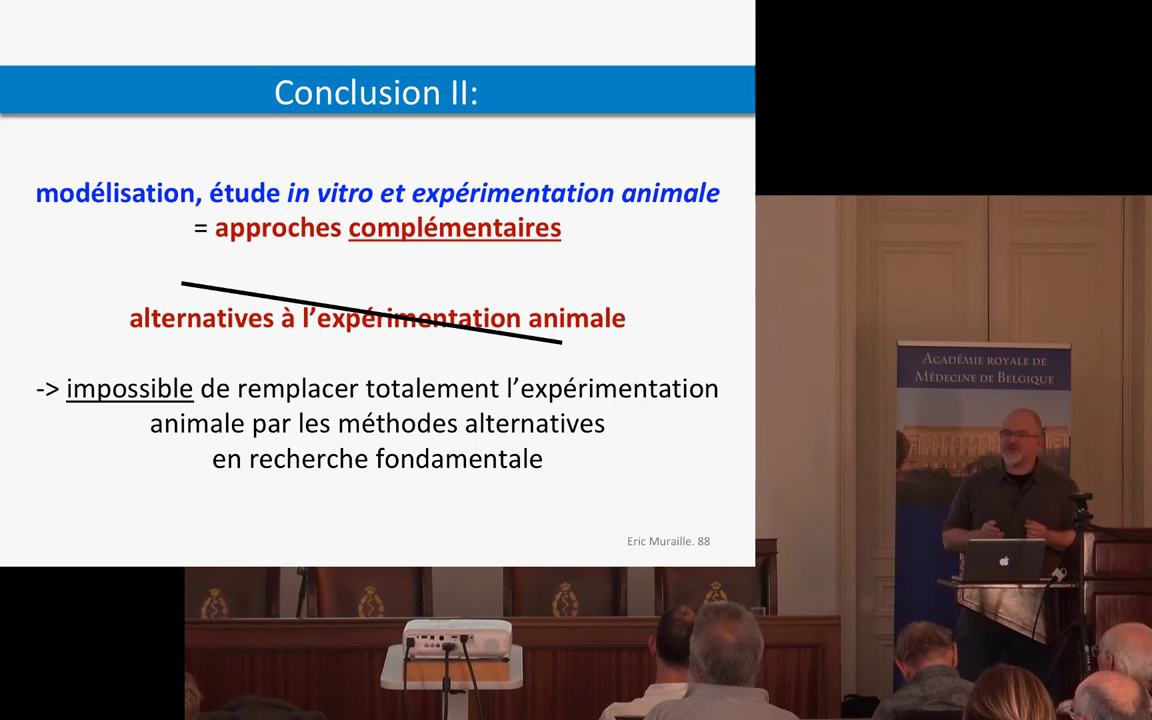 Conclusion II:
modélisation, étude in vitro et expérimentation animale
= approches complémentaires
alternatives à l’expérimentation animale
-> impossible de remplacer totalement l’expérimentation
animale par les méthodes alternatives
en recherche fondamentale
Eric Muraille. 88
Académie royale de
Médecine de Belgique